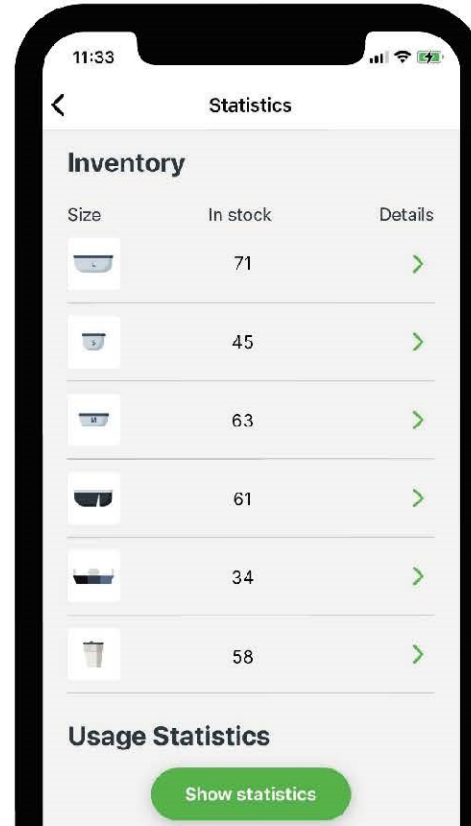 11:33
Statistics
Inventory
Size In stock Details
L 71
S 45
M 63
61
34
58
Usage Statistics
Show statistics